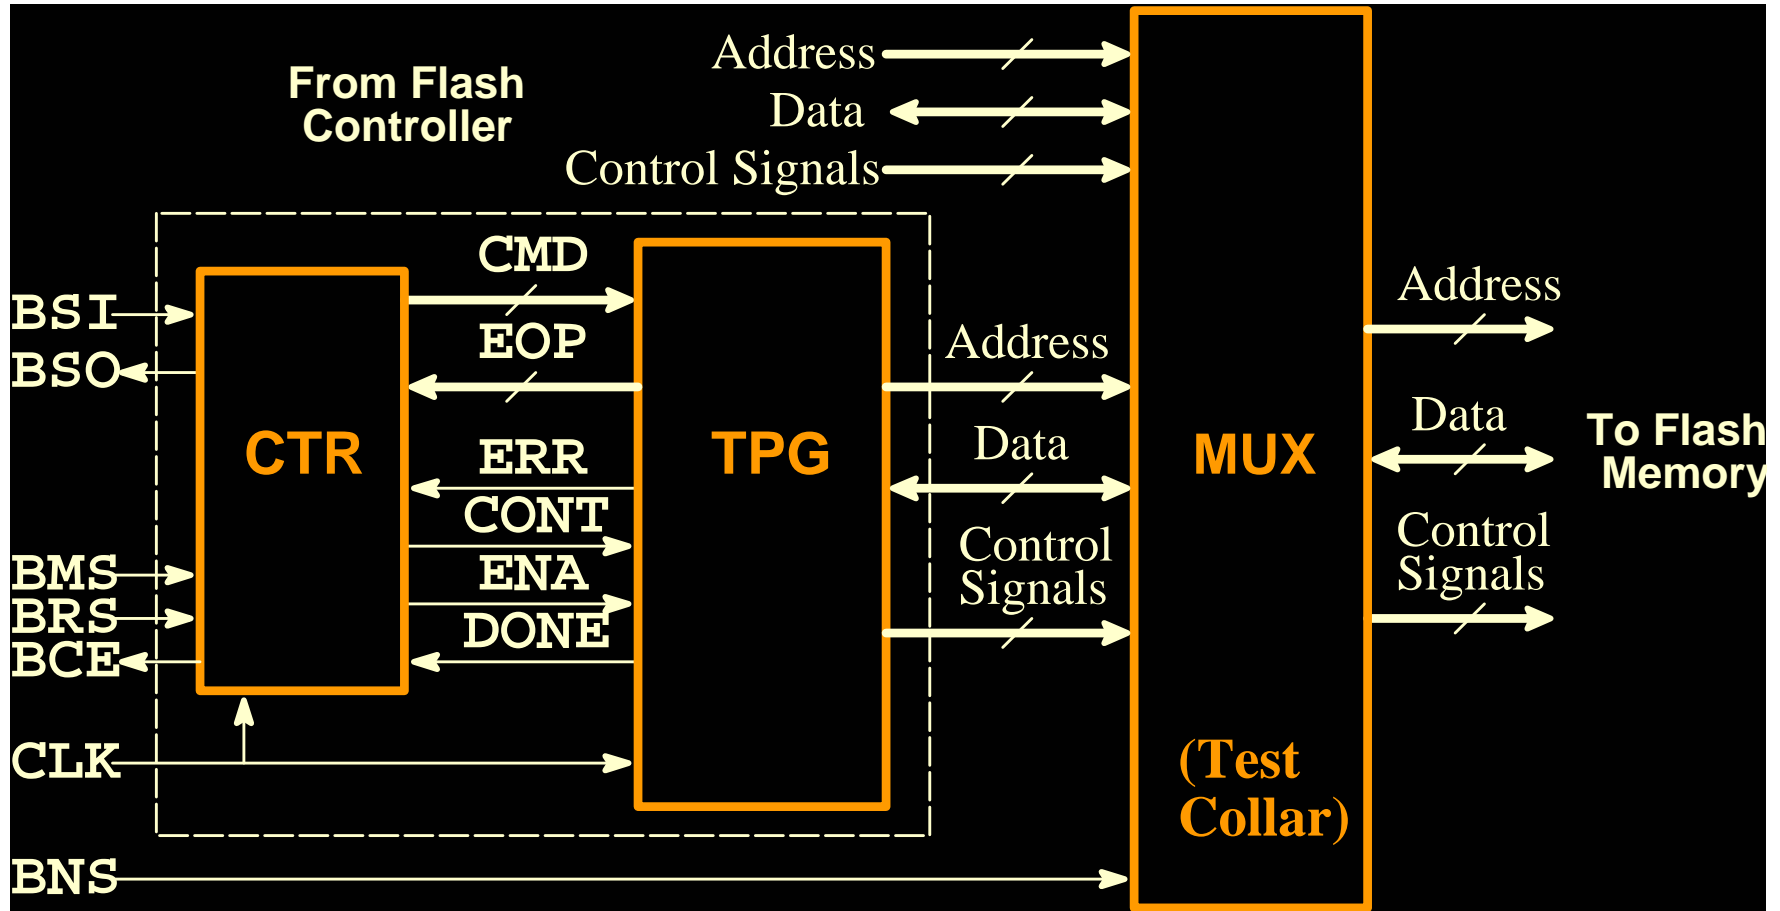 From Flash
Controller
Address
Data
Control Signals
CMD
EOP
ERR
CONT
ENA
DONE
BSI
BSO
BMS
BRS
BCE
CLK
BNS
CTR
TPG
Address
Data
Control
Signals
MUX
(Test
Collar)
Address
Data
Control
Signals
To Flash
Memory